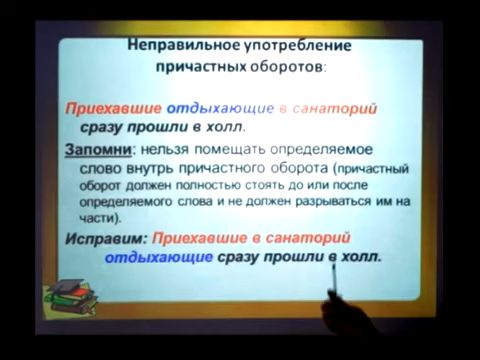 Неправильное употребление
причастных оборотов:
Приехавшие отдыхающие в санаторий
сразу прошли в холл.
Запомни: нельзя помещать определяемое
слово внутрь причастного оборота (причастный
оборот должен полностью стоять до или после
определяемого слова и не должен разрываться им на
части).
Исправим: Приехавшие в санаторий
отдыхающие сразу прошли в холл.